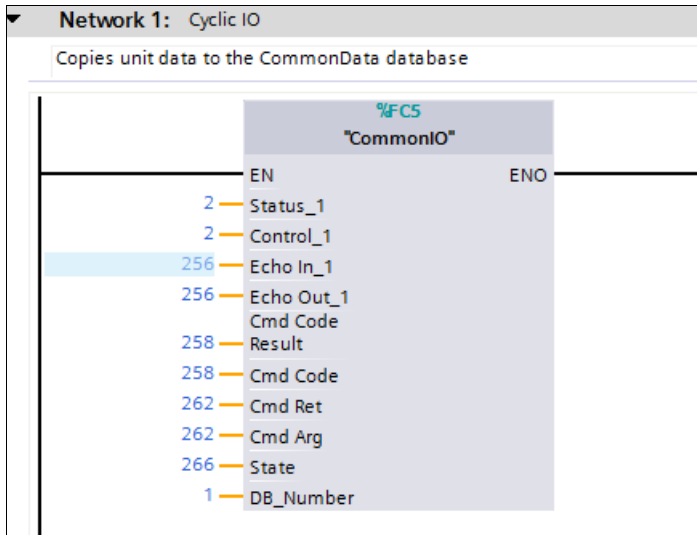 Network 1: Cyclic IO
Copies unit data to the CommonData database
%FC5
"CommonIO"
EN ENO
2 Status_1
2 Control_1
256 Echo In_1
256 Echo Out_1
Cmd Code
258 Result
258 Cmd Code
262 Cmd Ret
262 Cmd Arg
266 State
1 DB_Number